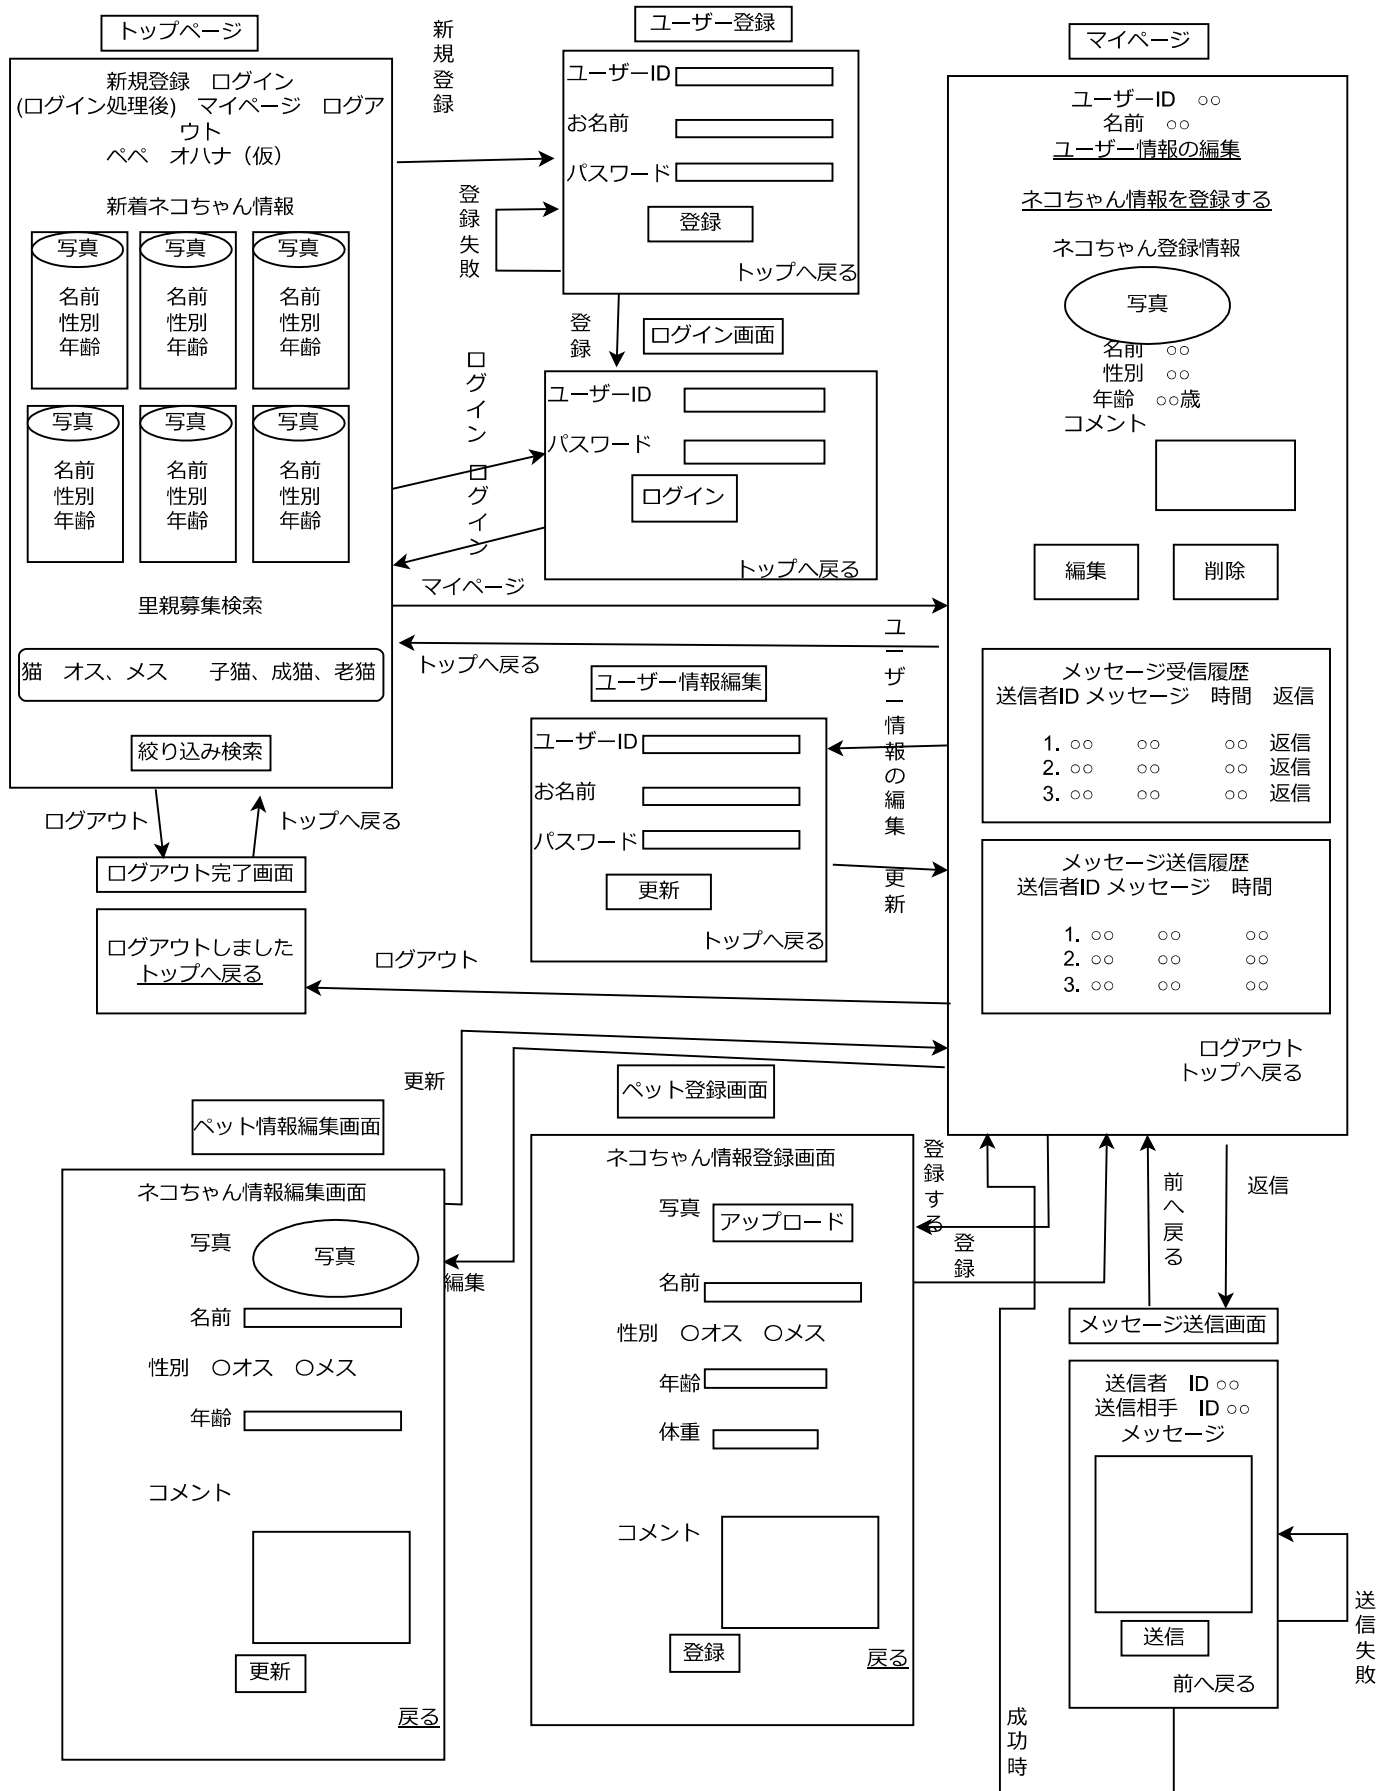 トップページ
新規登録　ログイン
(ログイン処理後)　マイページ　ログア
ウト
ペペ　オハナ（仮）
新着ネコちゃん情報
写真
名前
性別
年齢
写真
名前
性別
年齢
写真
名前
性別
年齢
写真
名前
性別
年齢
写真
名前
性別
年齢
写真
名前
性別
年齢
里親募集検索
猫　オス、メス　　子猫、成猫、老猫
絞り込み検索
ログアウト
トップへ戻る
ログアウト完了画面
ログアウトしました
トップへ戻る
新規登録
ユーザー登録
ユーザーID
お名前
パスワード
登録
トップへ戻る
登録失敗
登録
ログイン画面
ユーザーID
パスワード
ログイン
トップへ戻る
ログイン
ログイン
マイページ
トップへ戻る
ユーザー情報編集
ユーザーID
お名前
パスワード
更新
トップへ戻る
ユーザー情報の編集
更新
ログアウト
マイページ
ユーザーID　○○
名前　○○
ユーザー情報の編集
ネコちゃん情報を登録する
ネコちゃん登録情報
写真
名前　○○
性別　○○
年齢　○○歳
コメント
編集
削除
メッセージ受信履歴
送信者ID メッセージ　時間　返信
1. ○○　　○○　　　○○　返信
2. ○○　　○○　　　○○　返信
3. ○○　　○○　　　○○　返信
メッセージ送信履歴
送信者ID メッセージ　時間
1. ○○　　○○　　　○○
2. ○○　　○○　　　○○
3. ○○　　○○　　　○○
ログアウト
トップへ戻る
更新
編集
ペット情報編集画面
ネコちゃん情報編集画面
写真
写真
名前
性別　○オス　○メス
年齢
コメント
更新
戻る
ペット登録画面
ネコちゃん情報登録画面
写真
アップロード
名前
性別　○オス　○メス
年齢
体重
コメント
登録
戻る
登録する
登録
前へ戻る
返信
メッセージ送信画面
送信者　ID ○○
送信相手　ID ○○
メッセージ
送信
前へ戻る
送信失敗
成功時